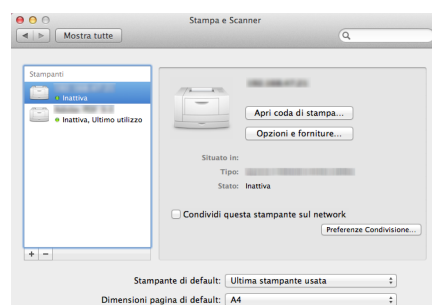 Stampa e Scanner
Mostra tutte
Stampanti
Inattiva
Inattiva, Ultimo utilizzo
Apri coda di stampa...
Opzioni e forniture...
Situato in:
Tipo:
Stato: Inattiva
Condividi questa stampante sul network
Preferenze Condivisione...
Stampante di default: Ultima stampante usata
Dimensioni pagina di default: A4